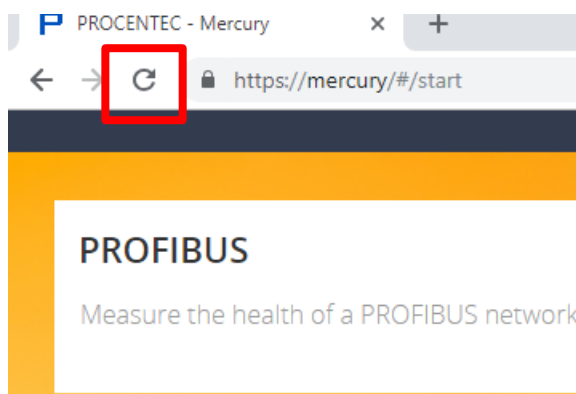 PROCENTEC - Mercury
https://mercury/#/start
PROFIBUS
Measure the health of a PROFIBUS network